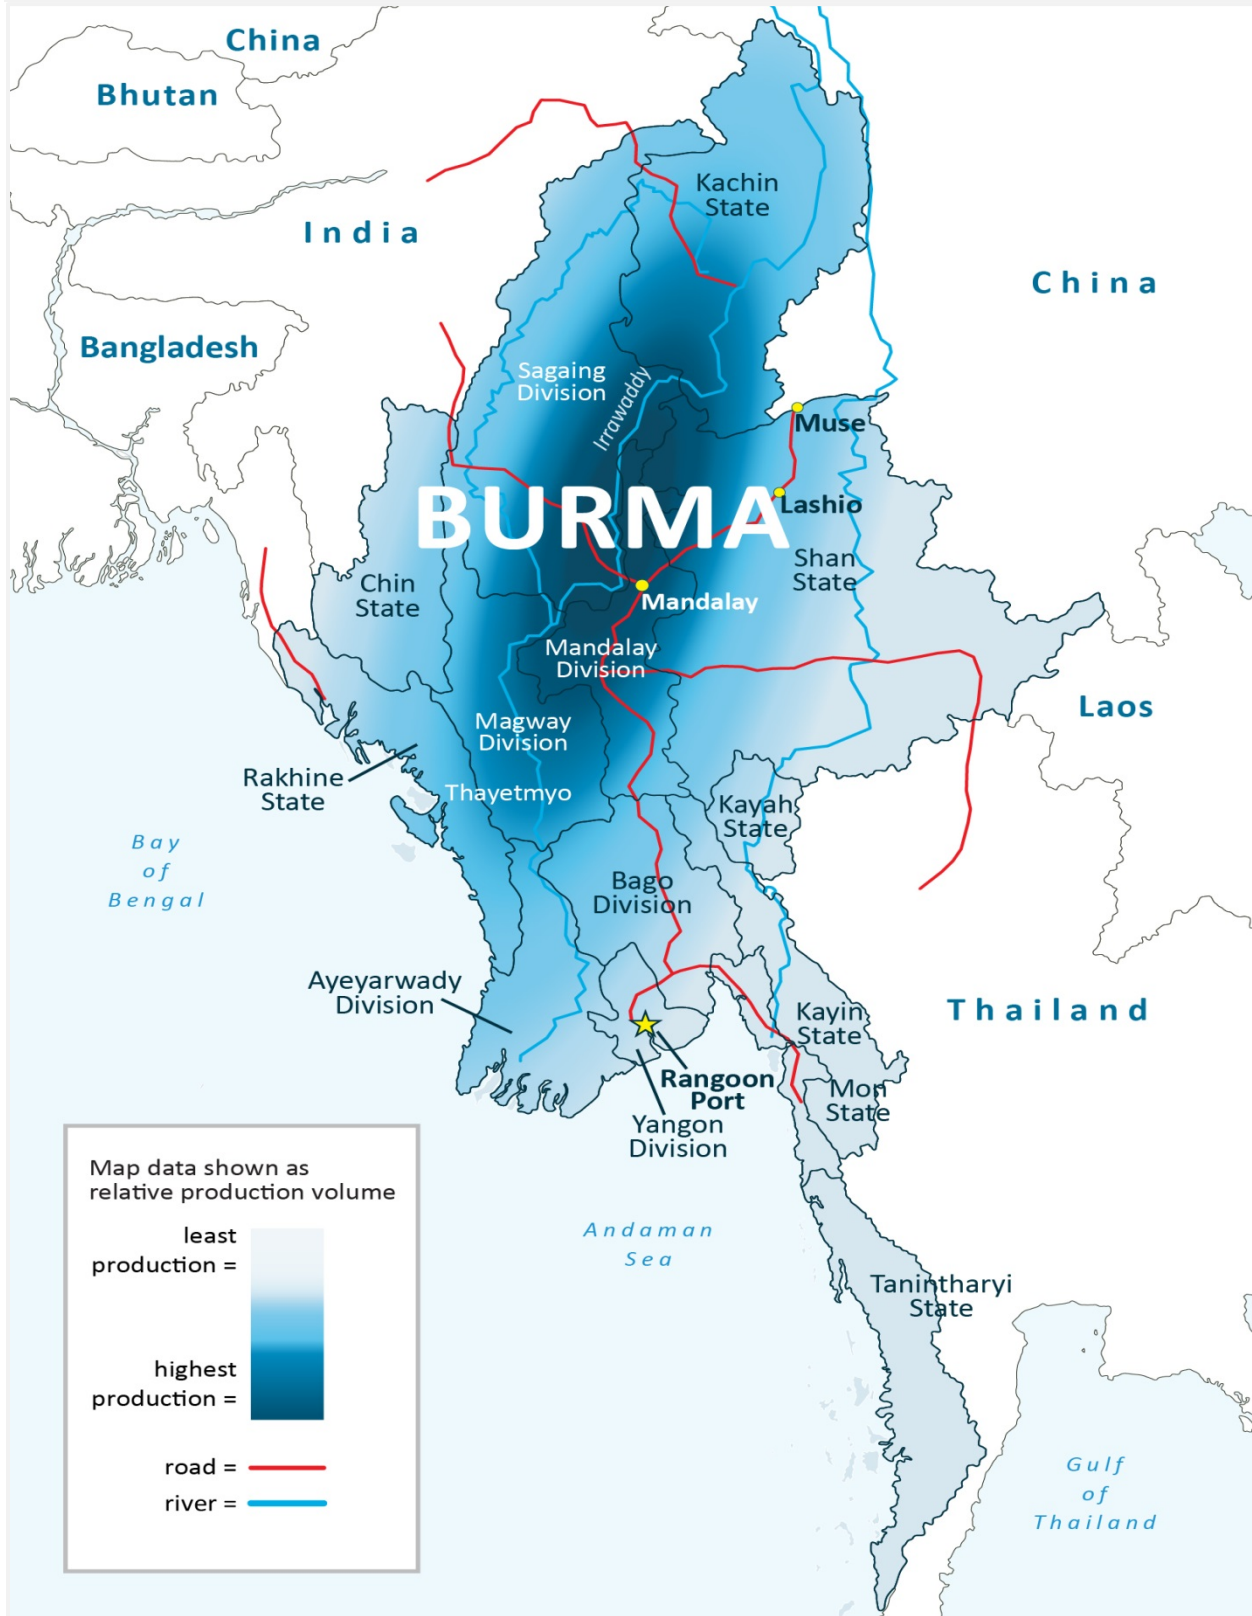 China
Bhutan
India
Bangladesh
Kachin
State
China
Sagaing
Division
Irrawaddy
Muse
BURMA
Lashio
Shan
State
Chin
State
Mandalay
Mandalay
Division
Laos
Magway
Division
Rakhine
State
Thayetmyo
Kayah
State
Bay
of
Bengal
Bago
Division
Ayeyarwady
Division
Thailand
Kayin
State
Rangoon
Port
Mon
State
Yangon
Division
Map data shown as
relative production volume
least
production =
highest
production =
road =
river =
Andaman
Sea
Tanintharyi
State
Gulf
of
Thailand